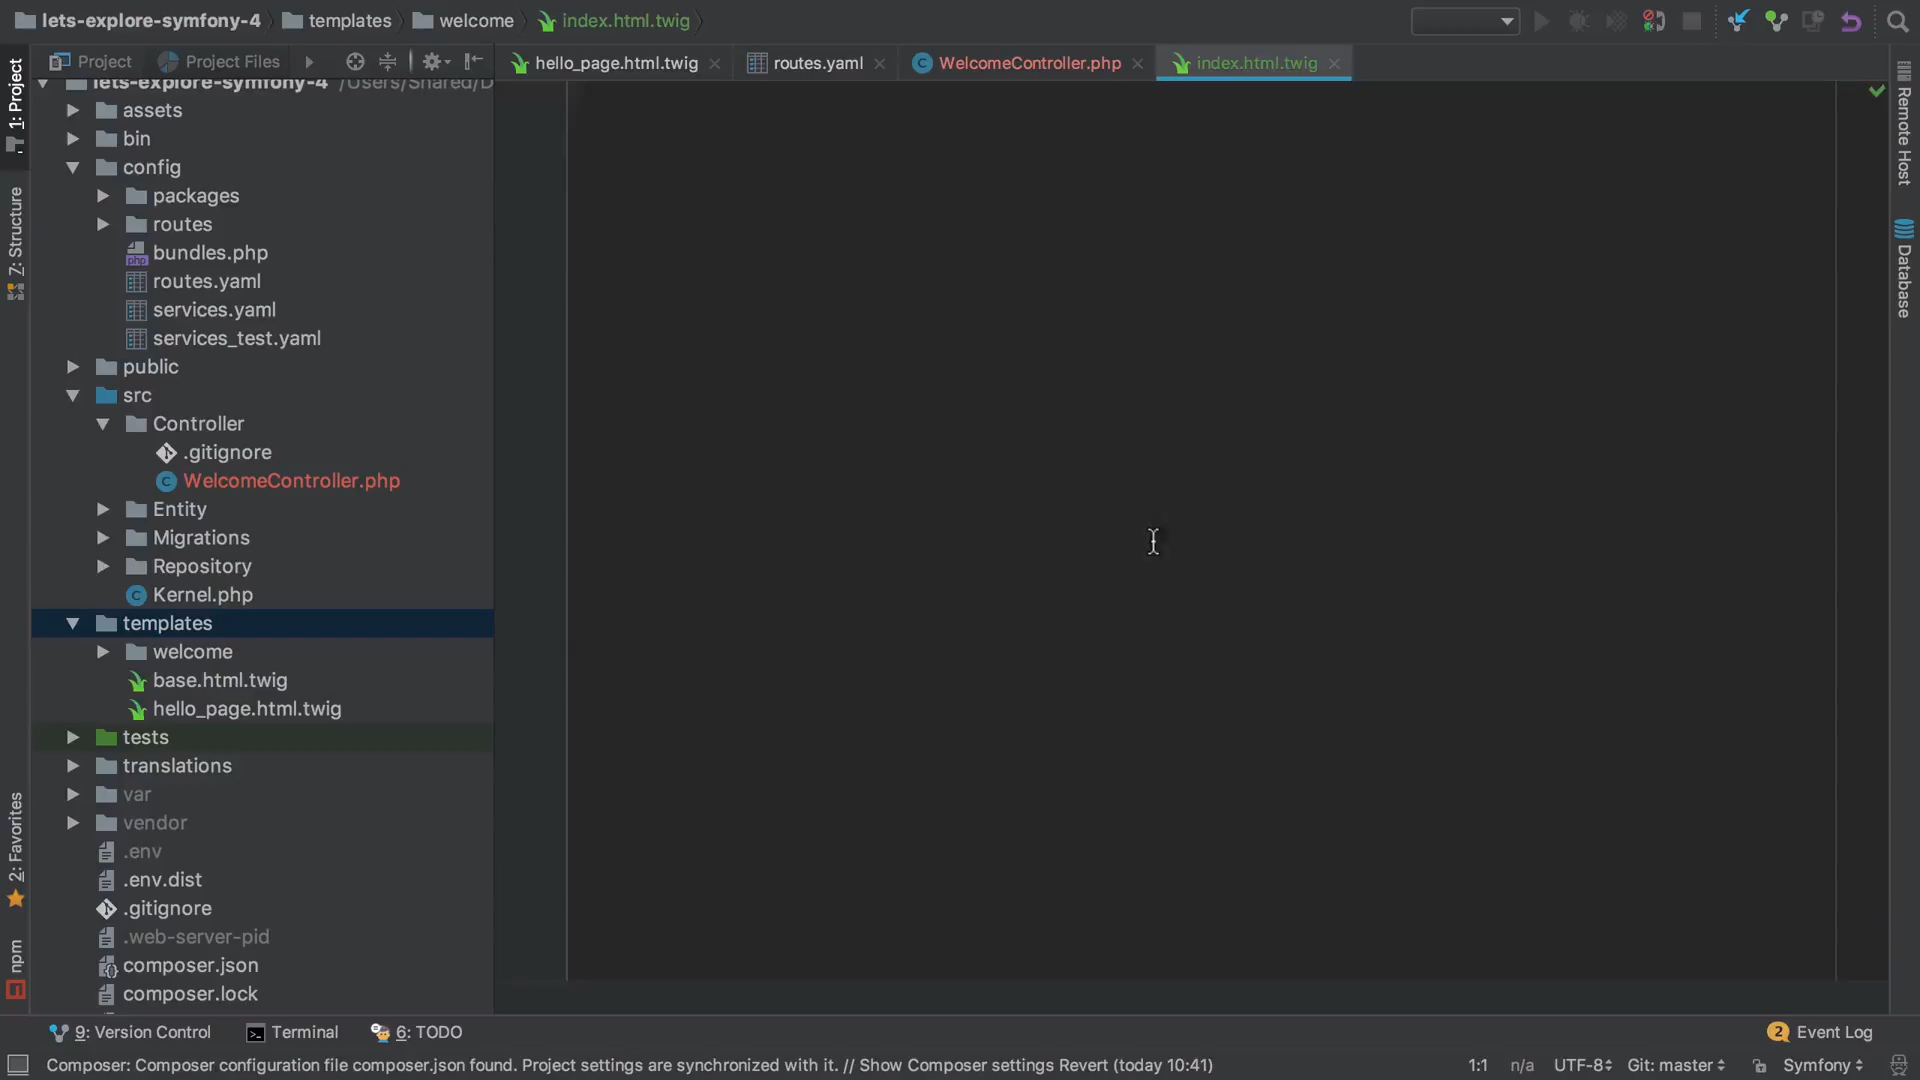 lets-explore-symfony-4 templates welcome index.html.twig
Project Project Files
hello_page.html.twig routes.yaml WelcomeController.php index.html.twig
1: Project
7: Structure
2: Favorites
npm
lets-explore-symfony-4 /Users/Shared/D
assets
bin
config
packages
routes
bundles.php
routes.yaml
services.yaml
services_test.yaml
public
src
Controller
.gitignore
WelcomeController.php
Entity
Migrations
Repository
Kernel.php
templates
welcome
base.html.twig
hello_page.html.twig
tests
translations
var
vendor
.env
.env.dist
.gitignore
.web-server-pid
composer.json
composer.lock
Remote Host
Database
9: Version Control Terminal 6: TODO 2 Event Log
Composer: Composer configuration file composer.json found. Project settings are synchronized with it. // Show Composer settings Revert (today 10:41) 1:1 n/a UTF-8 Git: master Symfony